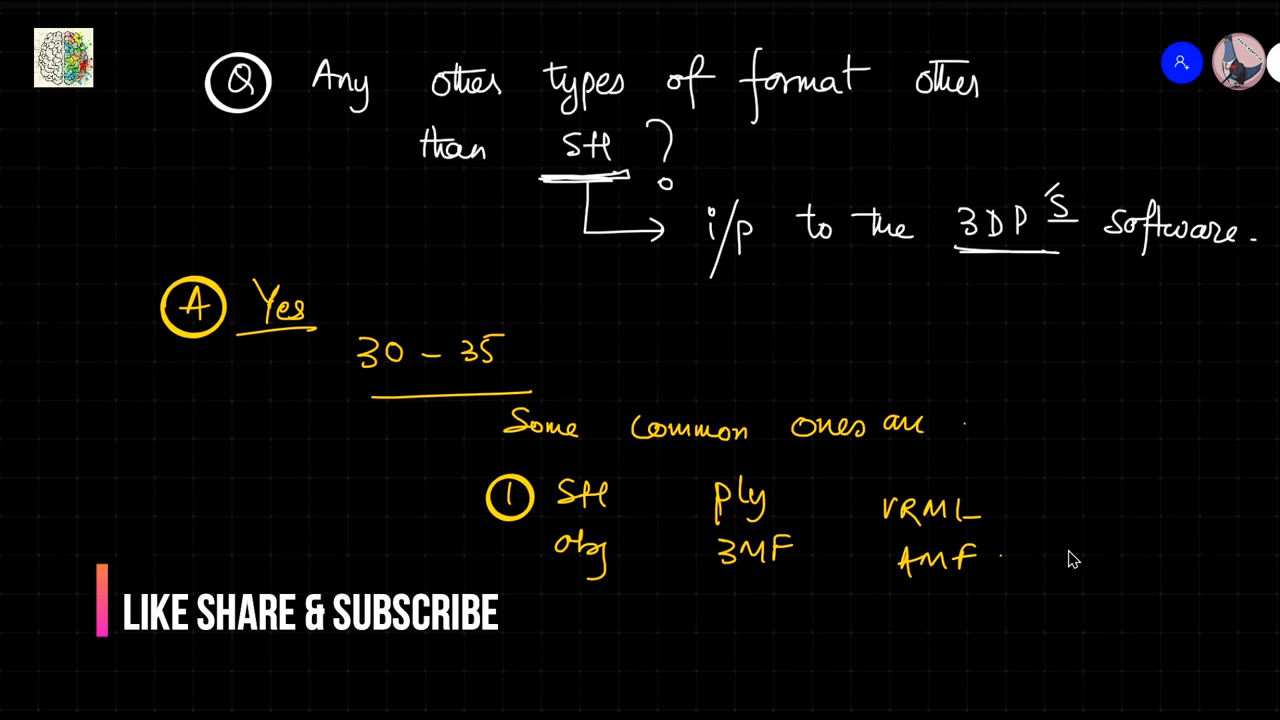 Q Any other types of format other
than stl ?
i/p to the 3DP's software.
A Yes
30 - 35
Some common ones are .
1 stl ply VRML
obj 3MF AMF .
LIKE SHARE & SUBSCRIBE